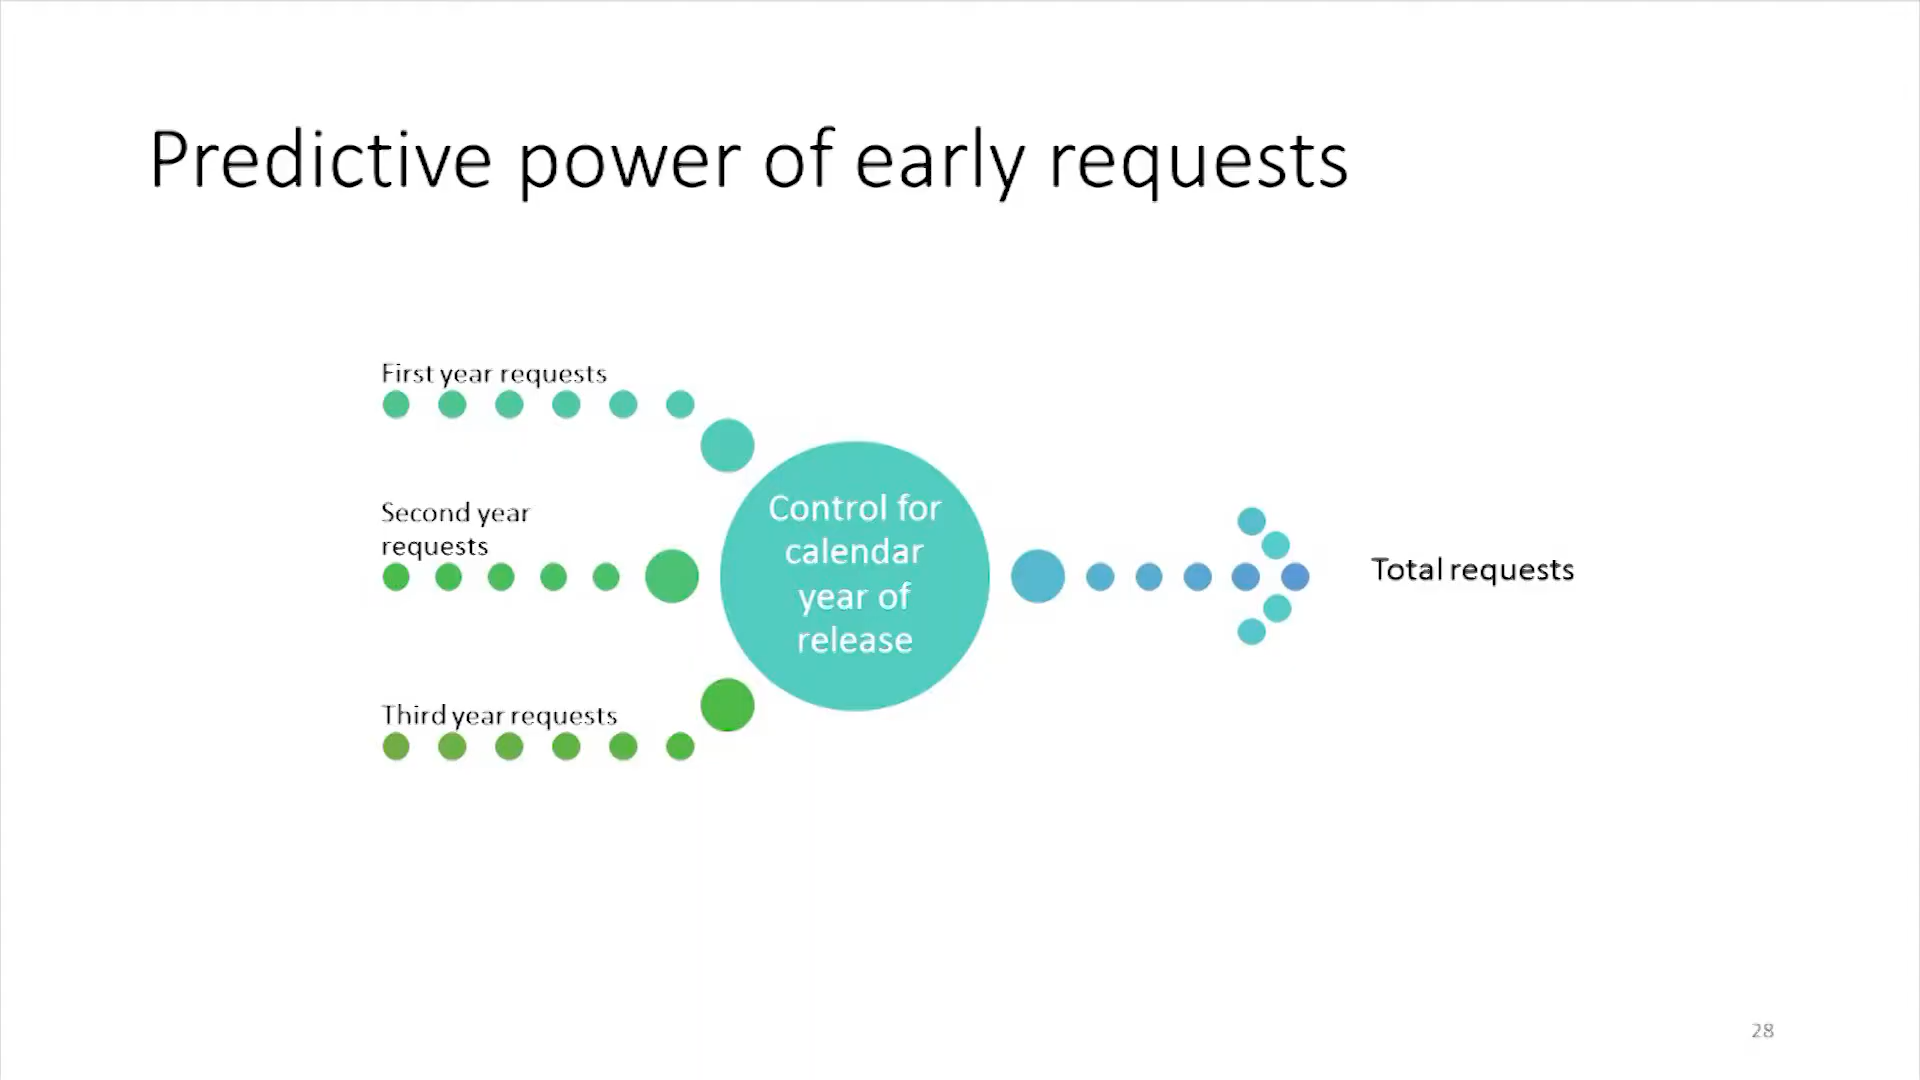 Predictive power of early requests
First year requests
Second year
requests
Third year requests
Control for
calendar
year of
release
Total requests
28